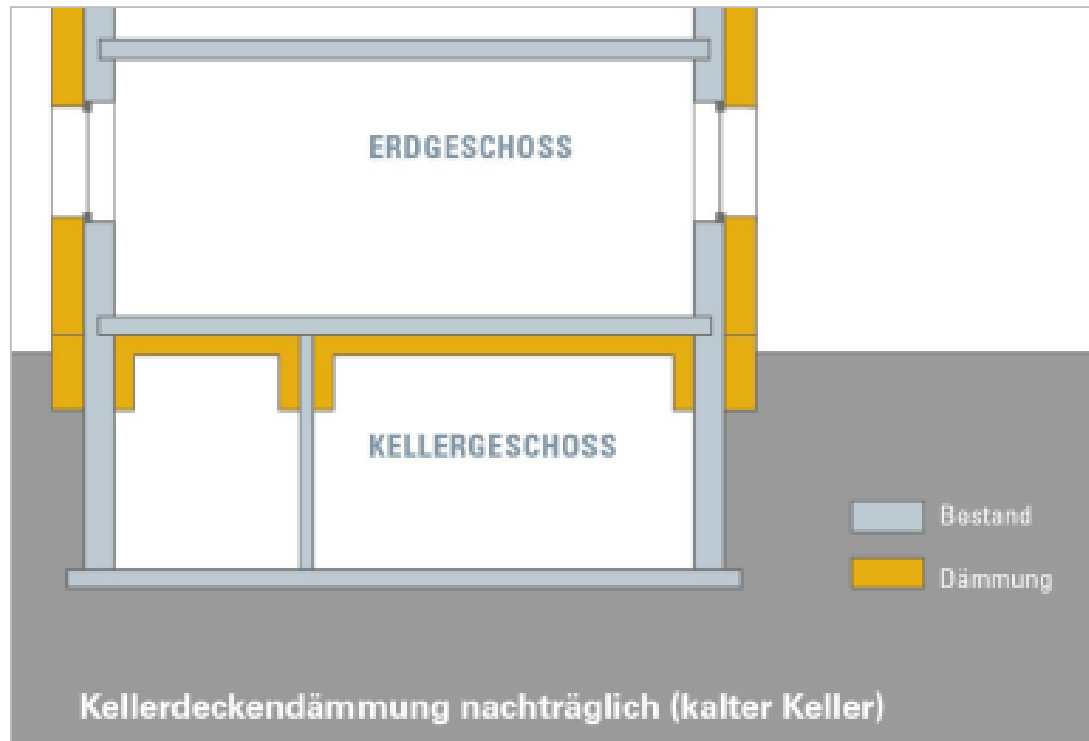 ERDGESCHOSS
KELLERGESCHOSS
Bestand
Dämmung
Kellerdeckendämmung nachträglich (kalter Keller)